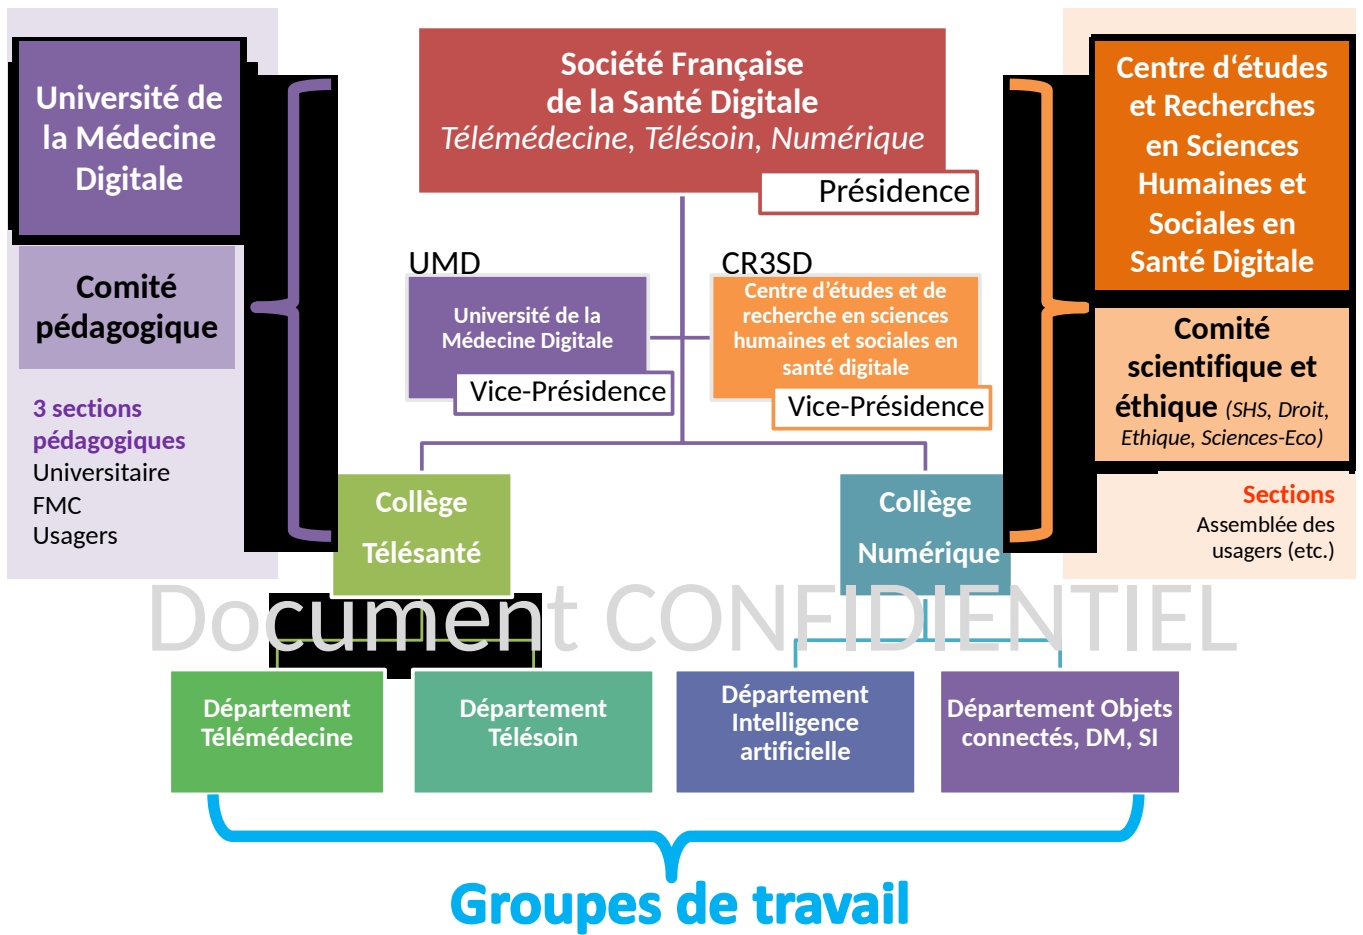 Université de
la Médecine
Digitale
Comité
pédagogique
3 sections
pédagogiques
Universitaire
FMC
Usagers
Société Française
de la Santé Digitale
Télémédecine, Télésoin, Numérique
Présidence
UMD
Université de la
Médecine Digitale
Vice-Présidence
CR3SD
Centre d’études et de
recherche en sciences
humaines et sociales en
santé digitale
Vice-Présidence
Centre d‘études
et Recherches
en Sciences
Humaines et
Sociales en
Santé Digitale
Comité
scientifique et
éthique (SHS, Droit,
Ethique, Sciences-Eco)
Sections
Assemblée des
usagers (etc.)
Collège
Télésanté
Collège
Numérique
Document CONFIDIENTIEL
Département
Télémédecine
Département
Télésoin
Département
Intelligence
artificielle
Département Objets
connectés, DM, SI
Groupes de travail